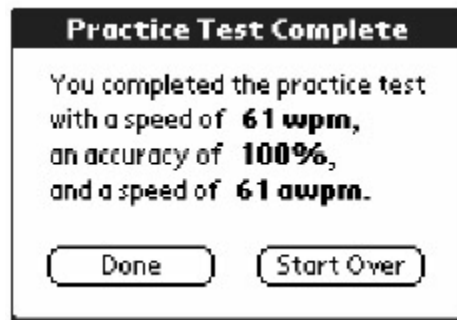 Practice Test Complete
You completed the practice test
with a speed of 61 wpm,
an accuracy of 100%,
and a speed of 61 awpm.
Done Start Over